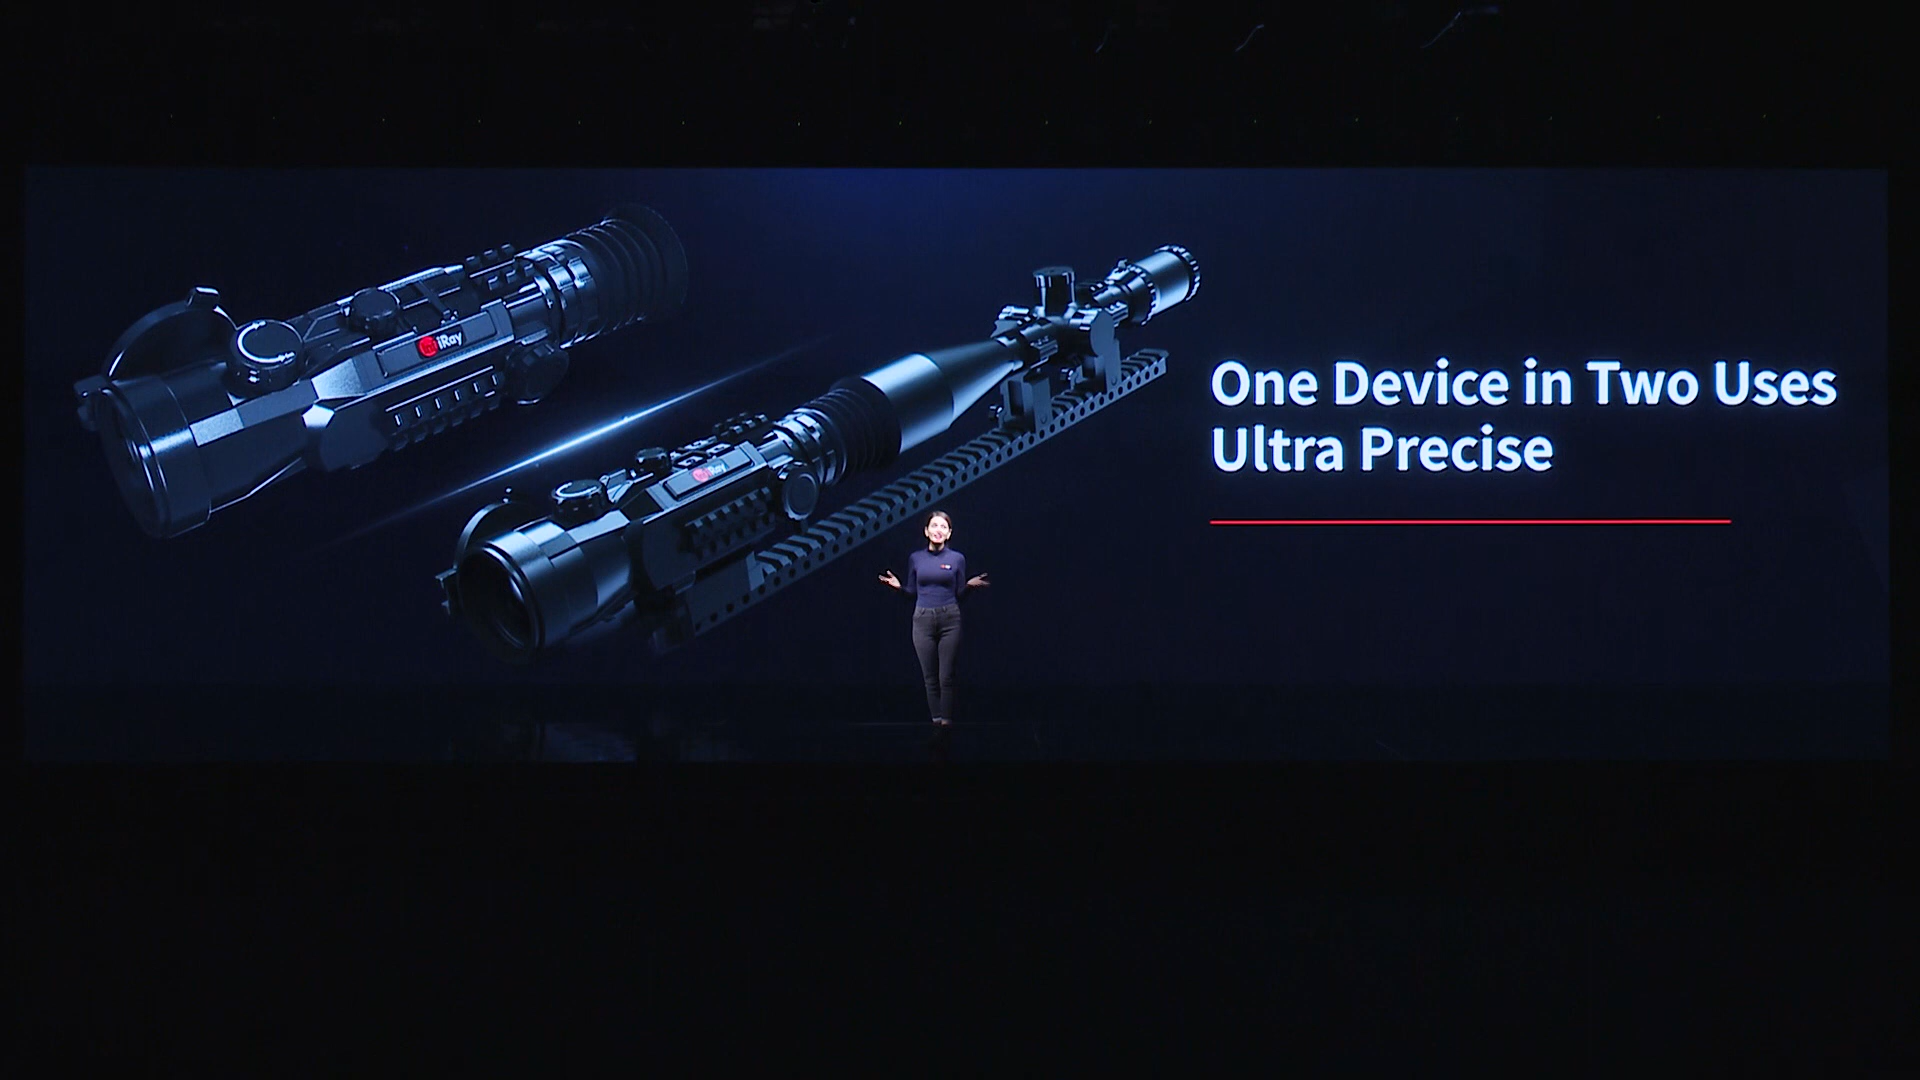 iRay
iRay
One Device in Two Uses
Ultra Precise